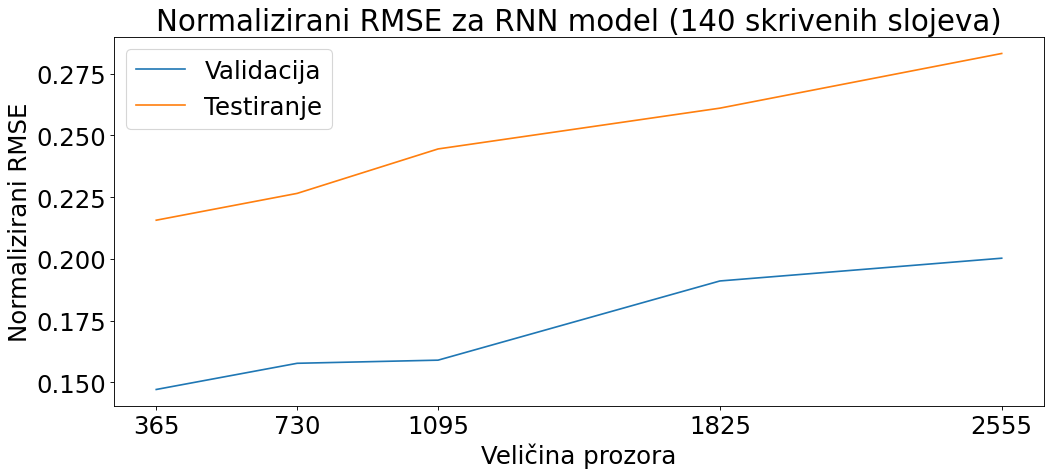 Normalizirani RMSE za RNN model (140 skrivenih slojeva)
Validacija
Testiranje
Normalizirani RMSE
0.275
0.250
0.225
0.200
0.175
0.150
365 730 1095 1825 2555
Veličina prozora